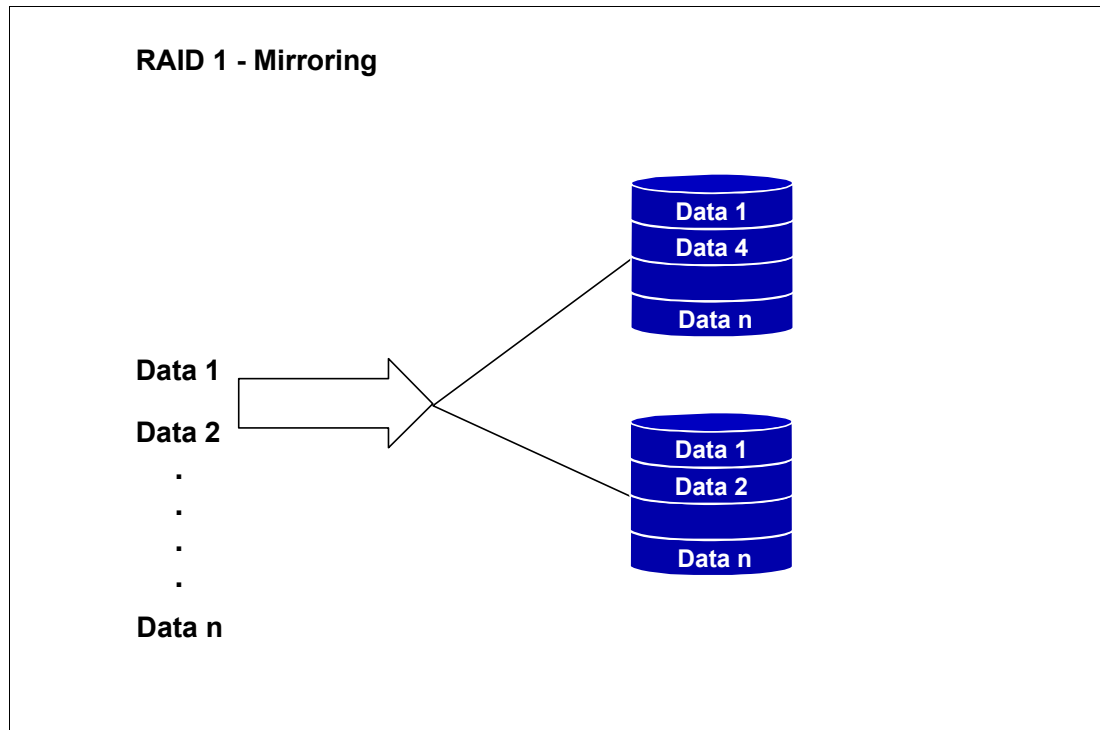 RAID 1 - Mirroring
Data 1
Data 4
Data n
Data 1
Data 2
.
.
.
.
Data n
Data 1
Data 2
Data n